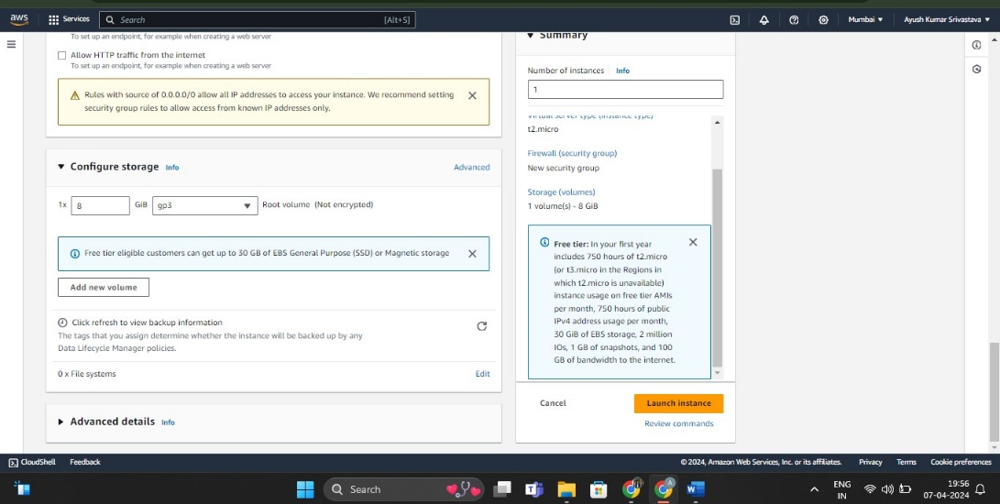 aws
Services
Search
[Alt+S]
Mumbai
Ayush Kumar Srivastava
To set up an endpoint, for example when creating a web server
Allow HTTP traffic from the internet
To set up an endpoint, for example when creating a web server
Rules with source of 0.0.0.0/0 allow all IP addresses to access your instance. We recommend setting
security group rules to allow access from known IP addresses only.
Configure storage Info
Advanced
1x 8 GiB gp3 Root volume (Not encrypted)
Free tier eligible customers can get up to 30 GB of EBS General Purpose (SSD) or Magnetic storage
Add new volume
Click refresh to view backup information
The tags that you assign determine whether the instance will be backed up by any
Data Lifecycle Manager policies.
0 x File systems
Edit
Advanced details Info
Summary
Number of instances Info
1
Virtual server type (instance type)
t2.micro
Firewall (security group)
New security group
Storage (volumes)
1 volume(s) - 8 GiB
Free tier: In your first year
includes 750 hours of t2.micro
(or t3.micro in the Regions in
which t2.micro is unavailable)
instance usage on free tier AMIs
per month, 750 hours of public
IPv4 address usage per month,
30 GiB of EBS storage, 2 million
IOs, 1 GB of snapshots, and 100
GB of bandwidth to the internet.
Cancel
Launch instance
Review commands
CloudShell
Feedback
© 2024, Amazon Web Services, Inc. or its affiliates.
Privacy
Terms
Cookie preferences
Search
ENG
IN
19:56
07-04-2024